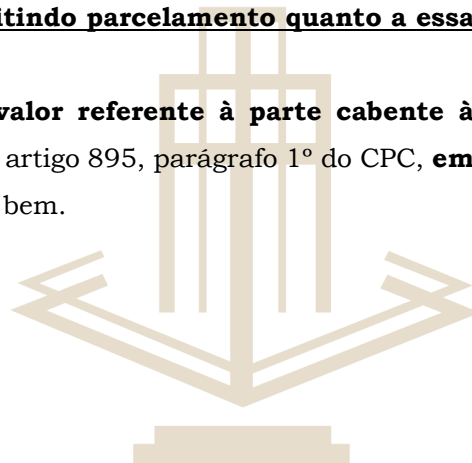 itindo parcelamento quanto a essa
valor referente à parte cabente à
artigo 895, parágrafo 1º do CPC, em
bem.